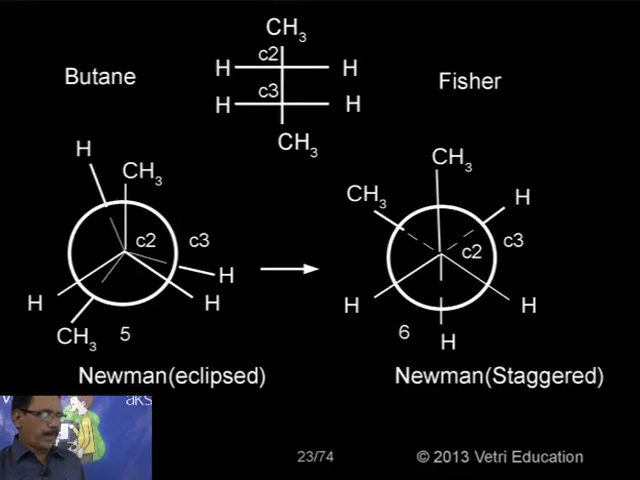 CH3
c2
H H
Butane
Fisher
c3
H H
CH3
H
CH3
c2 c3
H
H H
CH3
5
Newman(eclipsed)
CH3
CH3
H
c2 c3
H H
6
H
Newman(Staggered)
aks
23/74
© 2013 Vetri Education